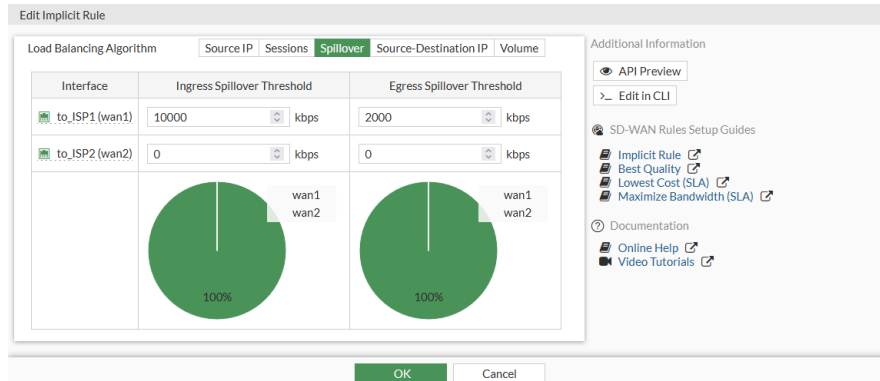 Edit Implicit Rule
Load Balancing Algorithm
Source IP Sessions Spillover Source-Destination IP Volume
Interface Ingress Spillover Threshold Egress Spillover Threshold
to_ISP1 (wan1) 10000 kbps 2000 kbps
to_ISP2 (wan2) 0 kbps 0 kbps
wan1
wan2
100%
wan1
wan2
100%
Additional Information
API Preview
>_ Edit in CLI
SD-WAN Rules Setup Guides
Implicit Rule
Best Quality
Lowest Cost (SLA)
Maximize Bandwidth (SLA)
Documentation
Online Help
Video Tutorials
OK Cancel